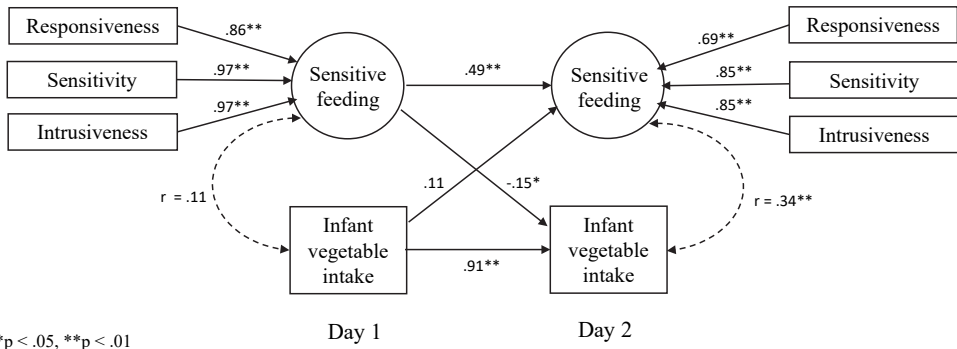 Responsiveness
Sensitivity
Intrusiveness
.86**
.97**
.97**
Sensitive
feeding
.49**
Sensitive
feeding
.69**
.85**
.85**
Responsiveness
Sensitivity
Intrusiveness
r = .11
.11
-.15*
r = .34**
Infant
vegetable
intake
.91**
Infant
vegetable
intake
Day 1
Day 2
*p < .05, **p < .01